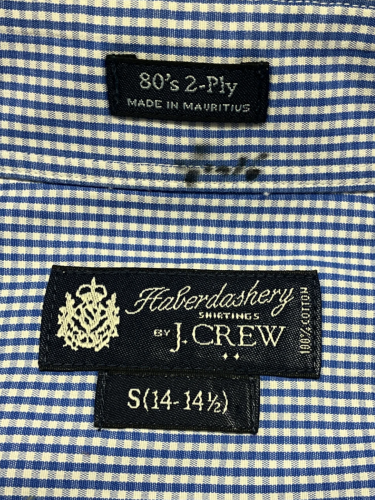 80's 2-Ply
MADE IN MAURITIUS
Haberdashery
SHIRTINGS
BY J.CREW
100% COTTON
S(14-14½)